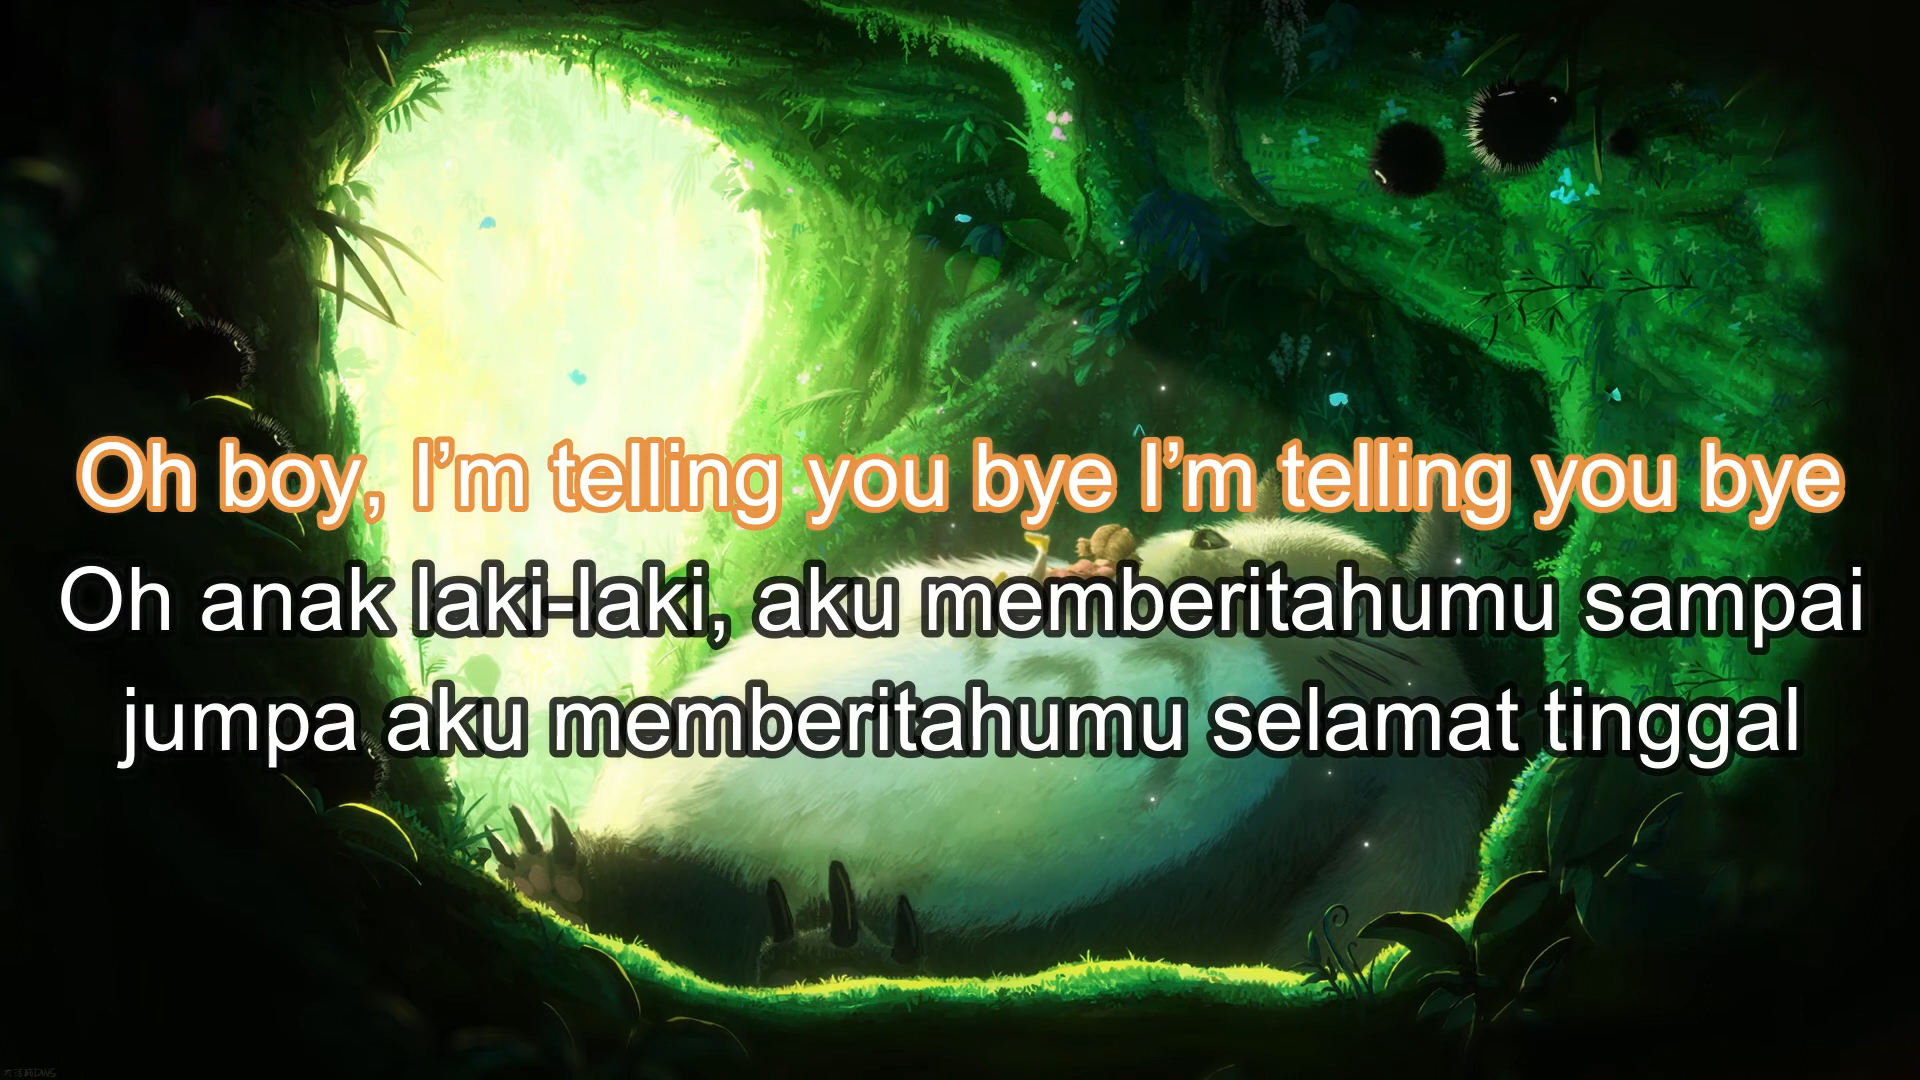 Oh boy, I’m telling you bye I’m telling you bye
Oh anak laki-laki, aku memberitahumu sampai
jumpa aku memberitahumu selamat tinggal